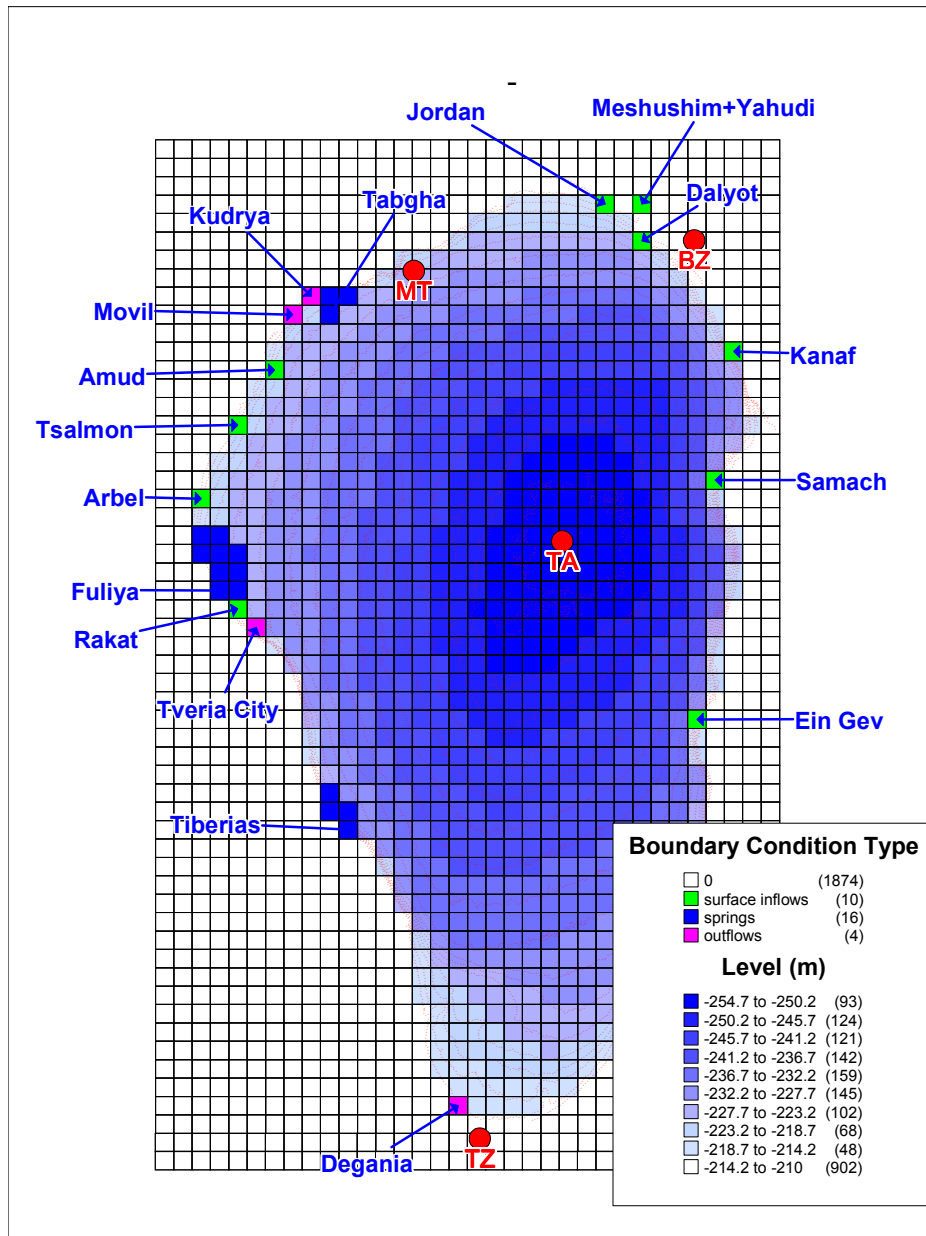 -
Jordan
Meshushim+Yahudi
Kudrya
Tabgha
Dalyot
BZ
MT
Movil
Kanaf
Amud
Tsalmon
Samach
Arbel
TA
Fuliya
Rakat
Tveria City
Ein Gev
Tiberias
Degania
TZ
Boundary Condition Type
0 (1874)
surface inflows (10)
springs (16)
outflows (4)
Level (m)
-254.7 to -250.2 (93)
-250.2 to -245.7 (124)
-245.7 to -241.2 (121)
-241.2 to -236.7 (142)
-236.7 to -232.2 (159)
-232.2 to -227.7 (145)
-227.7 to -223.2 (102)
-223.2 to -218.7 (68)
-218.7 to -214.2 (48)
-214.2 to -210 (902)